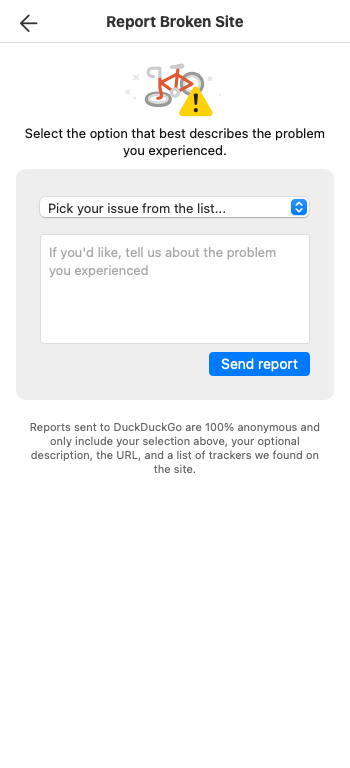 Report Broken Site
Select the option that best describes the problem
you experienced.
Pick your issue from the list...
If you'd like, tell us about the problem
you experienced
Send report
Reports sent to DuckDuckGo are 100% anonymous and
only include your selection above, your optional
description, the URL, and a list of trackers we found on
the site.